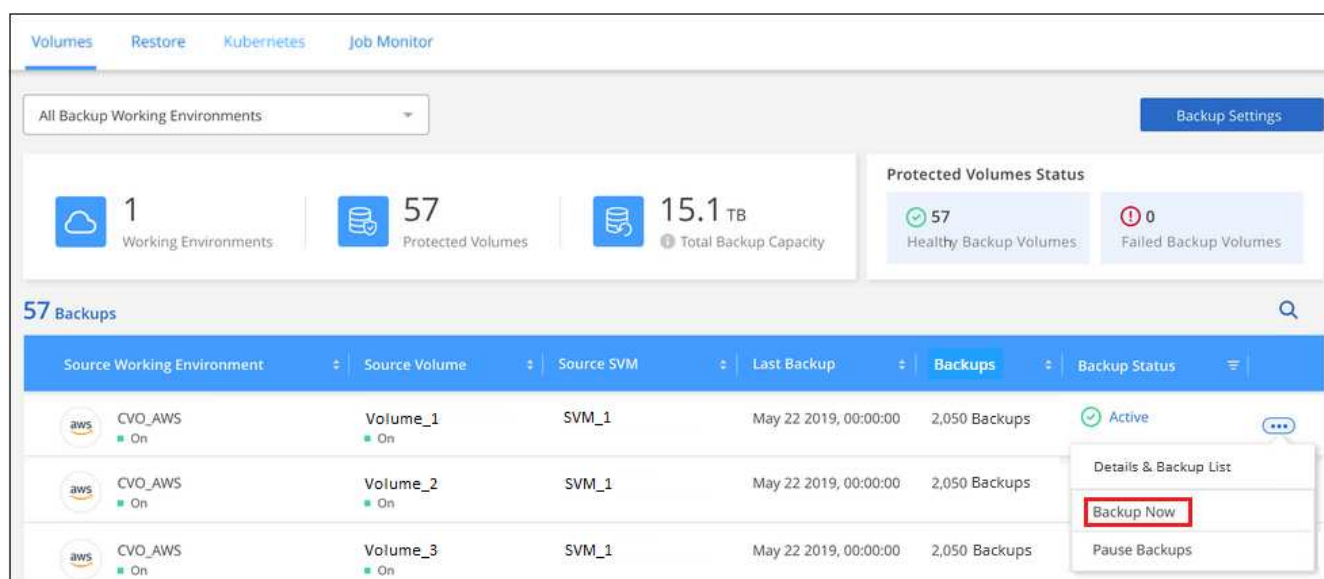 Volumes Restore Kubernetes Job Monitor
All Backup Working Environments
Backup Settings
1
Working Environments
57
Protected Volumes
15.1 TB
Total Backup Capacity
Protected Volumes Status
57
Healthy Backup Volumes
0
Failed Backup Volumes
57 Backups
Source Working Environment Source Volume Source SVM Last Backup Backups Backup Status
aws CVO_AWS Volume_1 SVM_1 May 22 2019, 00:00:00 2,050 Backups Active
On On
Details & Backup List
aws CVO_AWS Volume_2 SVM_1 May 22 2019, 00:00:00 2,050 Backups
On On
Backup Now
aws CVO_AWS Volume_3 SVM_1 May 22 2019, 00:00:00 2,050 Backups
On On
Pause Backups